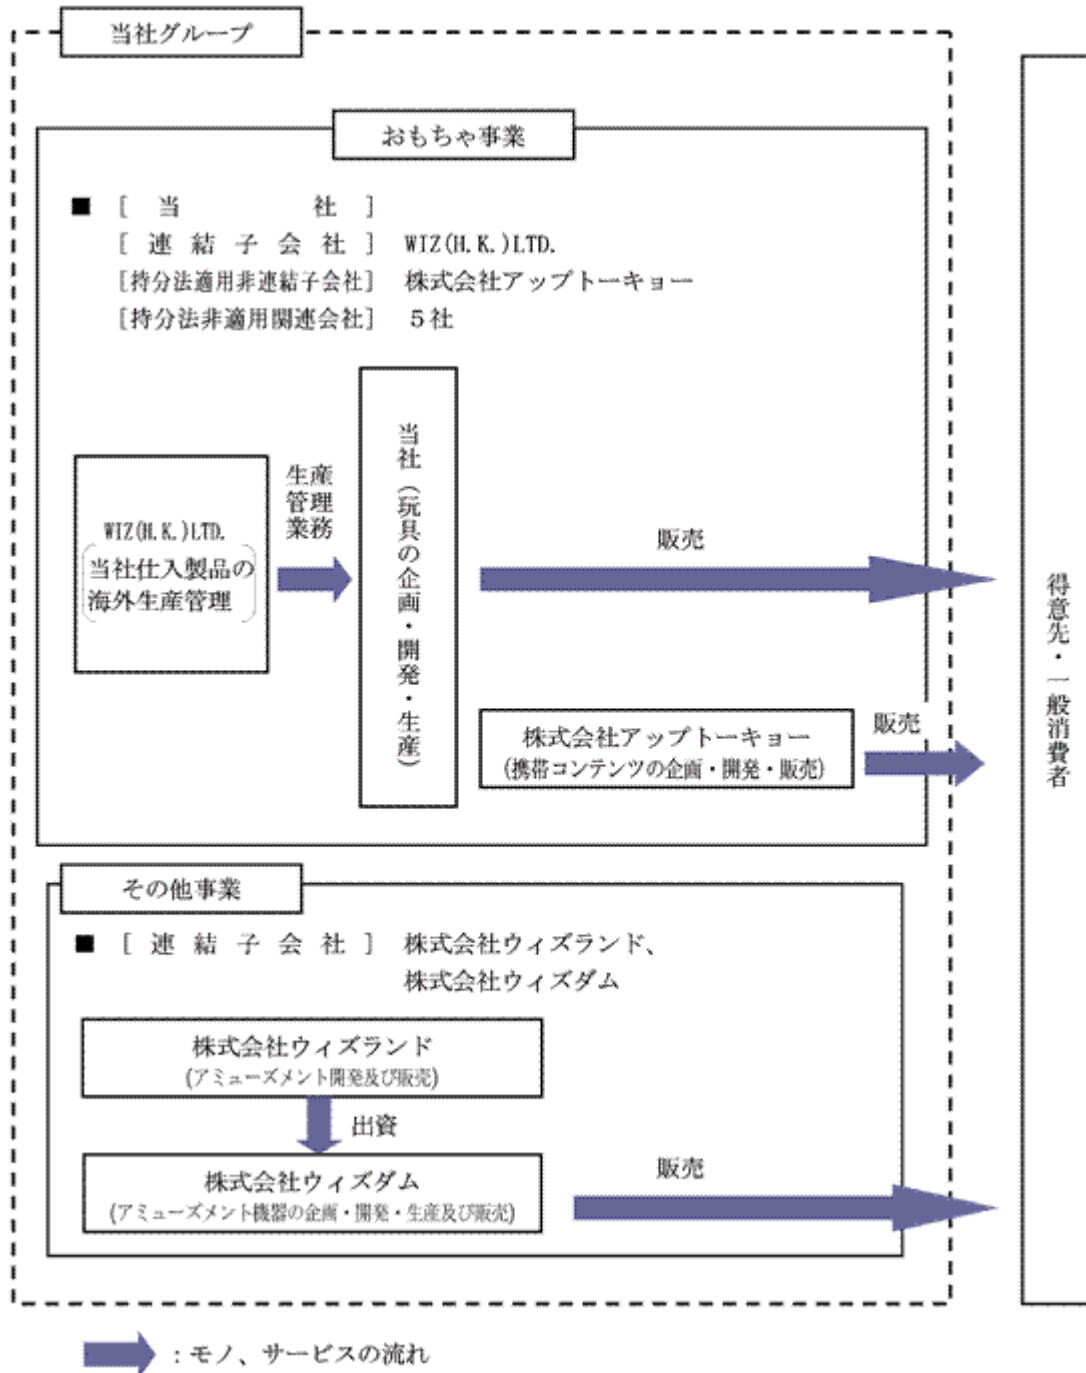 当社グループ
おもちゃ事業
■ [ 当 社 ]
[ 連 結 子 会 社 ] WIZ(H.K.)LTD.
[持分法適用非連結子会社] 株式会社アップトーキョー
[持分法非適用関連会社] 5社
WIZ(H.K.)LTD.
当社仕入製品の
海外生産管理
生産
管理
業務
当社(玩具の企画・開発・生産)
販売
株式会社アップトーキョー
(携帯コンテンツの企画・開発・販売)
販売
得意先・一般消費者
その他事業
■ [ 連 結 子 会 社 ] 株式会社ウィズランド、
株式会社ウィズダム
株式会社ウィズランド
(アミューズメント開発及び販売)
出資
株式会社ウィズダム
(アミューズメント機器の企画・開発・生産及び販売)
販売
:モノ、サービスの流れ